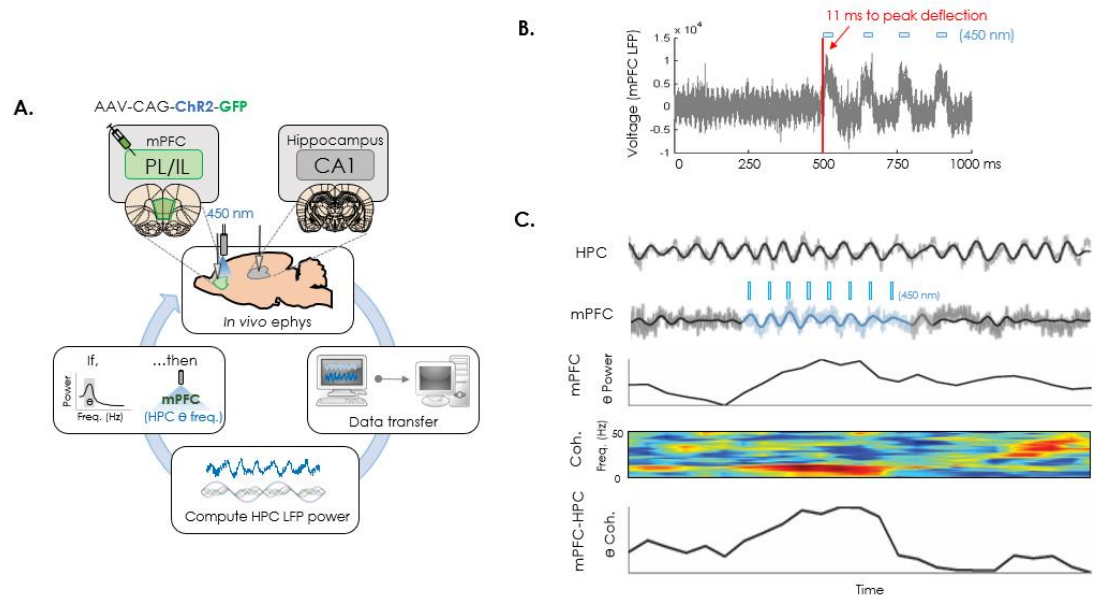 A.
AAV-CAG-ChR2-GFP
mPFC
PL/IL
Hippocampus
CA1
450 nm
In vivo ephys
If,
...then
Power
θ
Freq. (Hz)
mPFC
(HPC θ freq.)
Data transfer
Compute HPC LFP power
B.
11 ms to peak deflection
x 10⁴
(450 nm)
Voltage (mPFC LFP)
1.5
1
0.5
0
-0.5
-1
0 250 500 750 1000 ms
C.
HPC
(450 nm)
mPFC
mPFC
θ Power
Coh.
Freq. (Hz)
50
0
mPFC-HPC
θ Coh.
Time